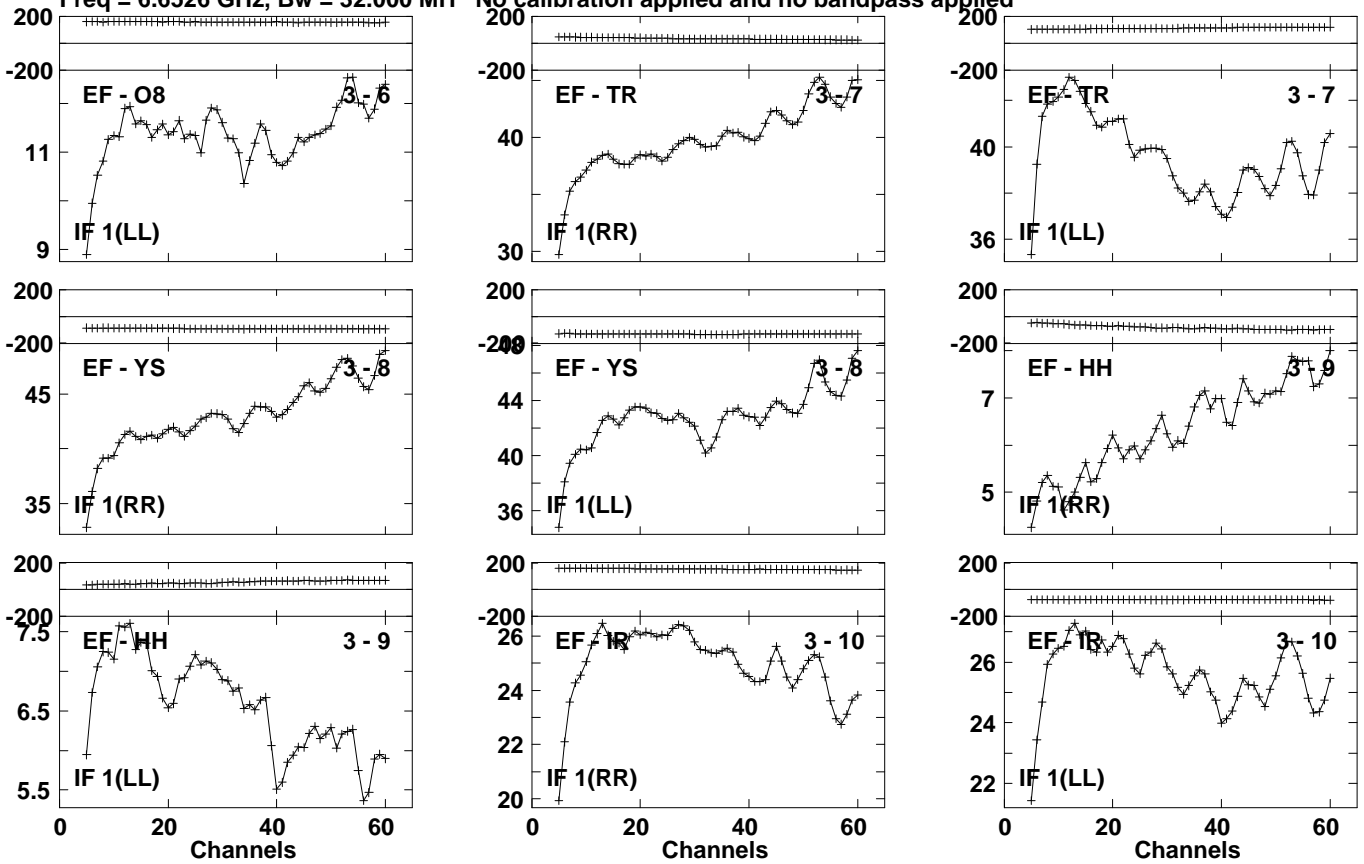 Freq = 6.6526 GHz, Bw = 32.000 MH No calibration applied and no bandpass applied
200
-200
EF - O8
3 - 6
11
9
IF 1(LL)
200
-200
EF - TR
3 - 7
40
30
IF 1(RR)
200
-200
EF - TR
3 - 7
40
36
IF 1(LL)
200
-200
EF - YS
3 - 8
45
35
IF 1(RR)
200
-200
48
EF - YS
3 - 8
44
40
36
IF 1(LL)
200
-200
EF - HH
3 - 9
7
5
IF 1(RR)
200
-200
7.5
EF - HH
3 - 9
6.5
5.5
IF 1(LL)
0 20 40 60
Channels
200
-200
26
EF - IR
3 - 10
24
22
20
IF 1(RR)
0 20 40 60
Channels
200
-200
EF - IR
3 - 10
26
24
22
IF 1(LL)
0 20 40 60
Channels